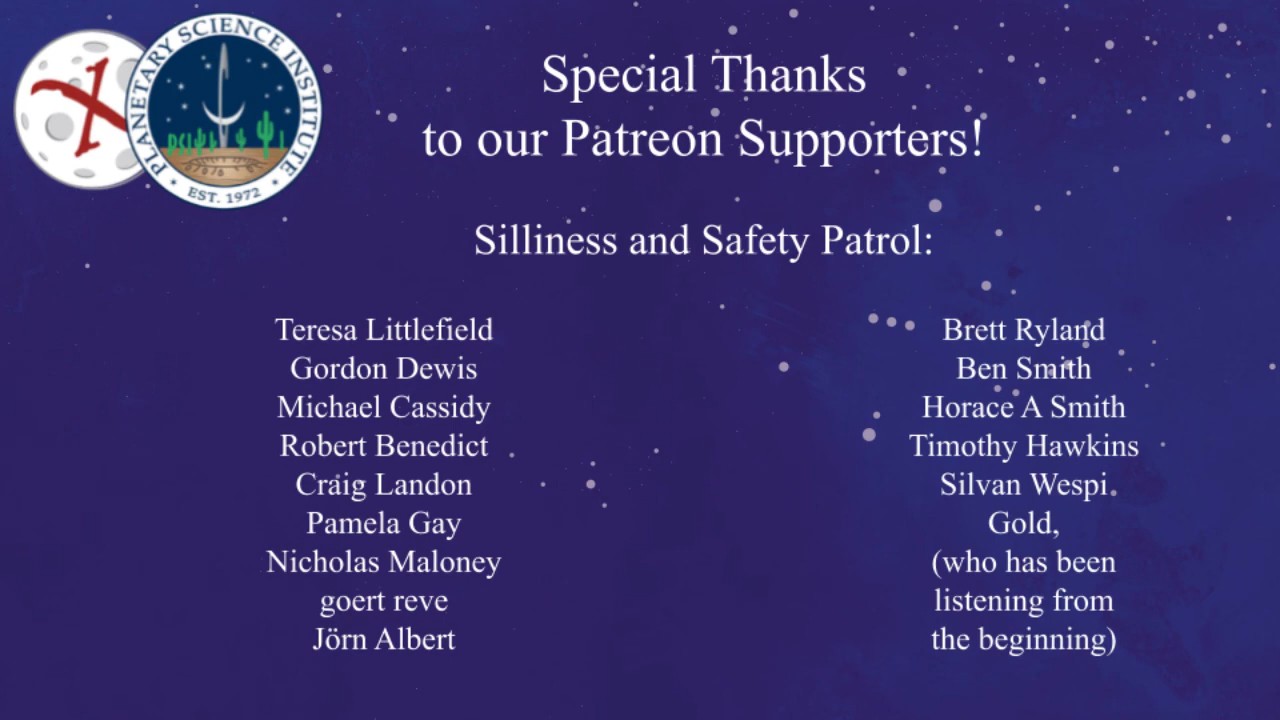 PLANETARY SCIENCE INSTITUTE
PSI
EST. 1972
X
Special Thanks
to our Patreon Supporters!
Silliness and Safety Patrol:
Teresa Littlefield
Gordon Dewis
Michael Cassidy
Robert Benedict
Craig Landon
Pamela Gay
Nicholas Maloney
goert reve
Jörn Albert
Brett Ryland
Ben Smith
Horace A Smith
Timothy Hawkins
Silvan Wespi
Gold,
(who has been
listening from
the beginning)